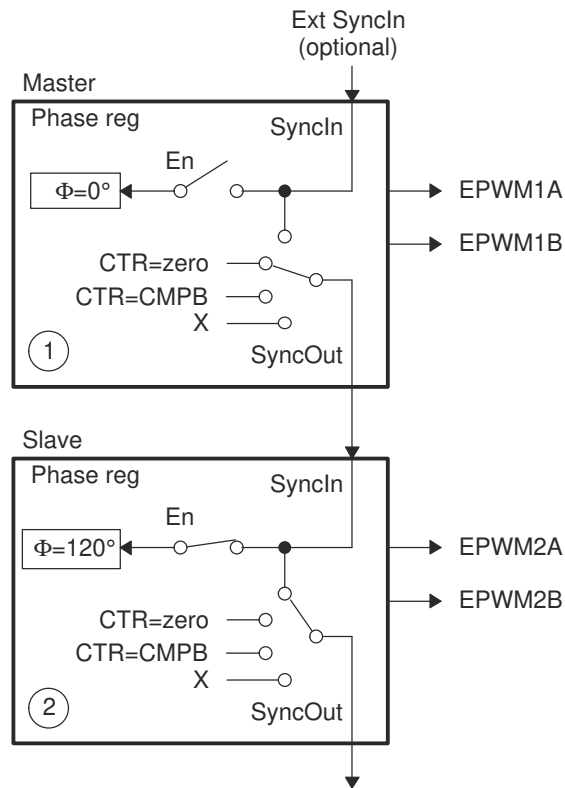 Ext SyncIn
(optional)
Master
Phase reg
SyncIn
En
Φ=0°
EPWM1A
EPWM1B
CTR=zero
CTR=CMPB
X
1
SyncOut
Slave
Phase reg
SyncIn
En
Φ=120°
EPWM2A
EPWM2B
CTR=zero
CTR=CMPB
X
2
SyncOut